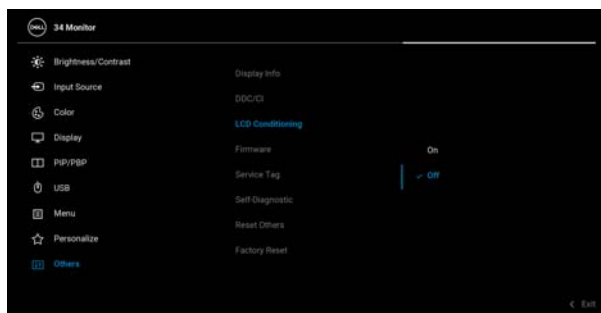 DELL
34 Monitor
Brightness/Contrast
Input Source
Color
Display
PIP/PBP
USB
Menu
Personalize
Others
Display Info
DDC/CI
LCD Conditioning
Firmware
Service Tag
Self-Diagnostic
Reset Others
Factory Reset
On
Off
Exit